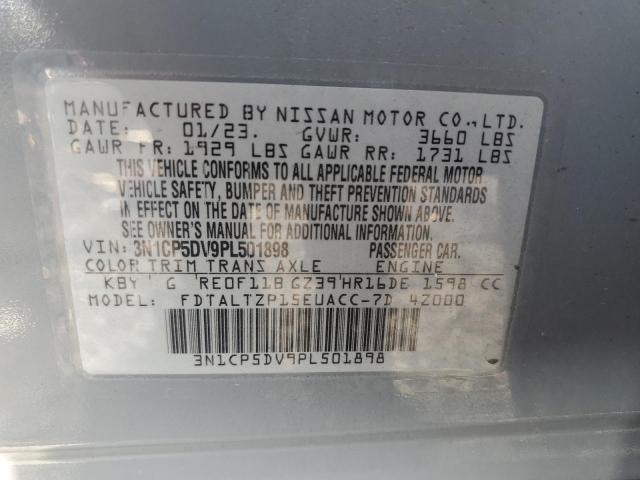 MANUFACTURED BY NISSAN MOTOR CO.,LTD.
DATE: 01/23. GVWR: 3660 LBS
GAWR FR: 1929 LBS GAWR RR: 1731 LBS
THIS VEHICLE CONFORMS TO ALL APPLICABLE FEDERAL MOTOR
VEHICLE SAFETY, BUMPER AND THEFT PREVENTION STANDARDS
IN EFFECT ON THE DATE OF MANUFACTURE SHOWN ABOVE.
SEE OWNER'S MANUAL FOR ADDITIONAL INFORMATION
VIN: 3N1CP5DV9PL501898 PASSENGER CAR.
COLOR TRIM TRANS AXLE ENGINE
KBY G RE0F11B GZ39 HR16DE 1598 CC
MODEL: FDTALTZP15EUACC-7D 4Z000
3N1CP5DV9PL501898